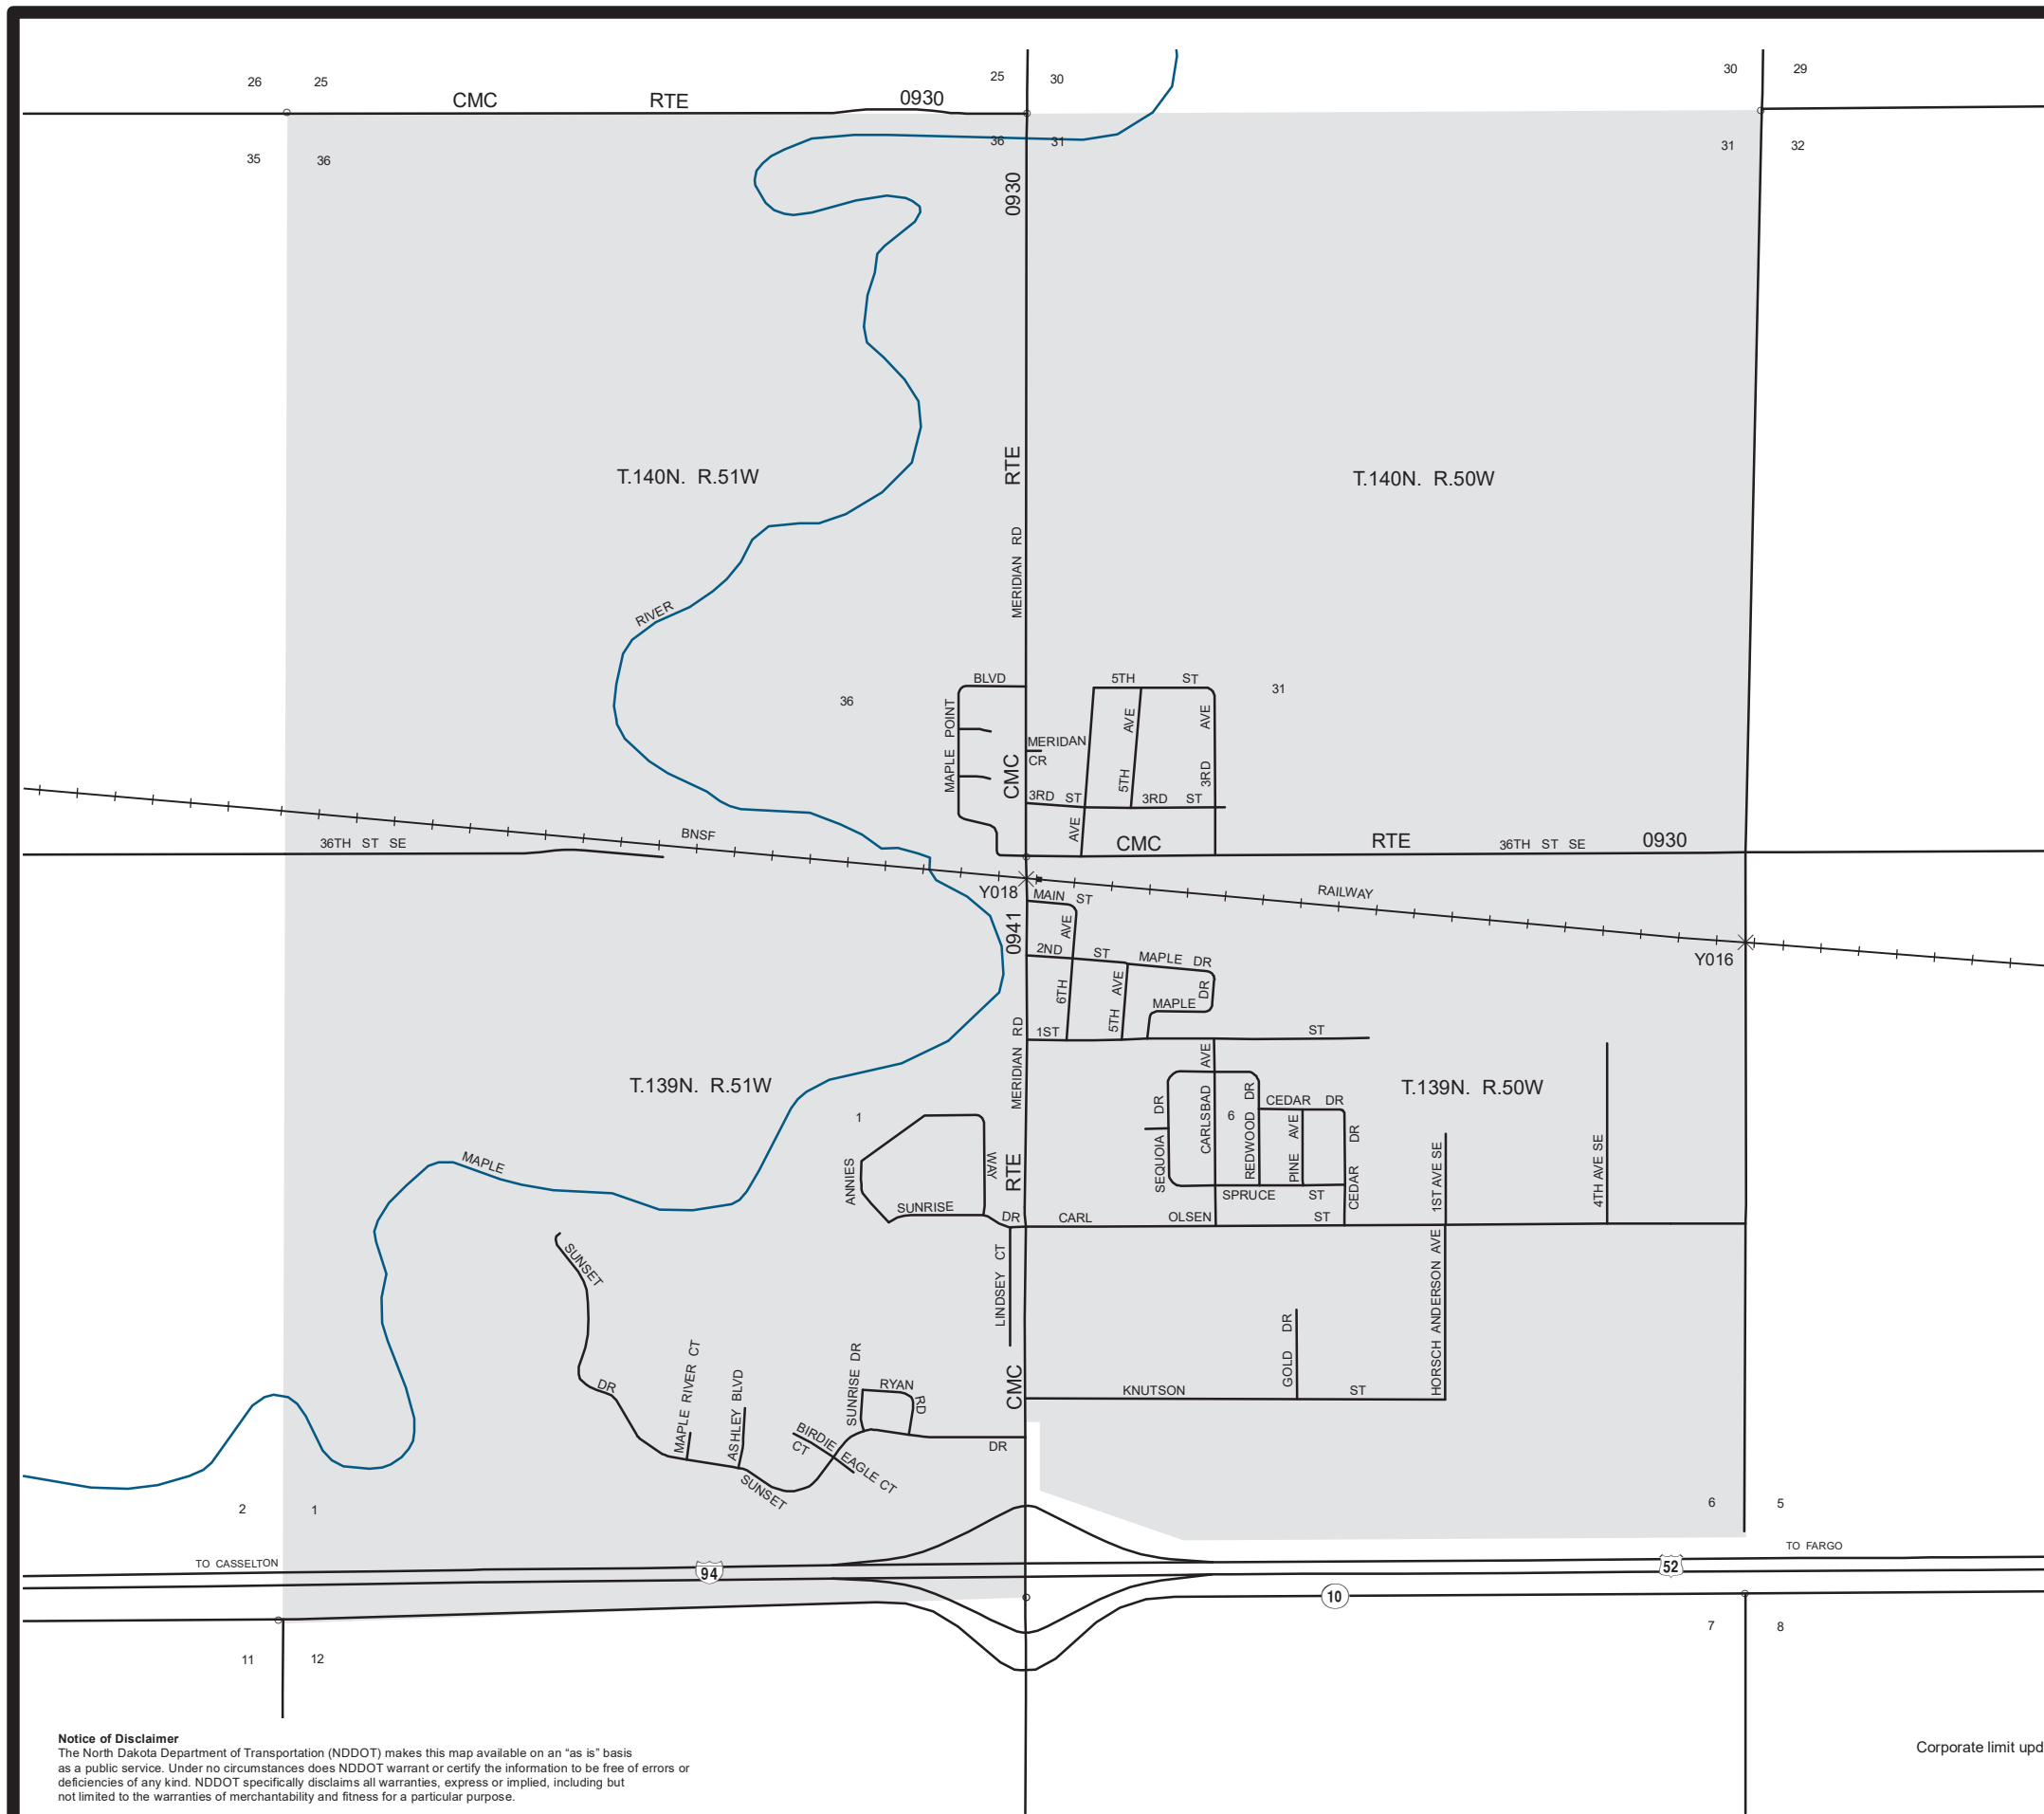 26 25 25 30 30 29
CMC RTE 0930
35 36 36 31 31 32
0930
RTE
T.140N. R.51W
T.140N. R.50W
MERIDIAN RD
RIVER
36
BLVD
MAPLE POINT
5TH ST
31
5TH AVE
3RD AVE
MERIDAN
CR
CMC
3RD ST
3RD ST
AVE
BNSF
36TH ST SE
CMC RTE 36TH ST SE 0930
RAILWAY
Y018
MAIN ST
0941
AVE
2ND ST
MAPLE DR
Y016
6TH
5TH AVE
MAPLE DR
1ST ST
MERIDIAN RD
T.139N. R.51W
T.139N. R.50W
1
CARLSBAD AVE
6
SEQUOIA DR
REDWOOD DR
CEDAR DR
PINE AVE
CEDAR DR
SPRUCE ST
1ST AVE SE
4TH AVE SE
MAPLE
ANNIES WAY
RTE
SUNRISE DR
CARL OLSEN ST
SUNSET DR
LINDSEY CT
HORSCH ANDERSON AVE
GOLD DR
CMC
KNUTSON ST
MAPLE RIVER CT
ASHLEY BLVD
SUNRISE DR
RYAN
RD
BIRDIE
CT
EAGLE CT
SUNSET DR
2 1 6 5
TO CASSELTON
94
52
TO FARGO
10
7 8
11 12
Notice of Disclaimer
The North Dakota Department of Transportation (NDDOT) makes this map available on an “as is” basis
as a public service. Under no circumstances does NDDOT warrant or certify the information to be free of errors or
deficiencies of any kind. NDDOT specifically disclaims all warranties, express or implied, including but
not limited to the warranties of merchantability and fitness for a particular purpose.
Corporate limit upd